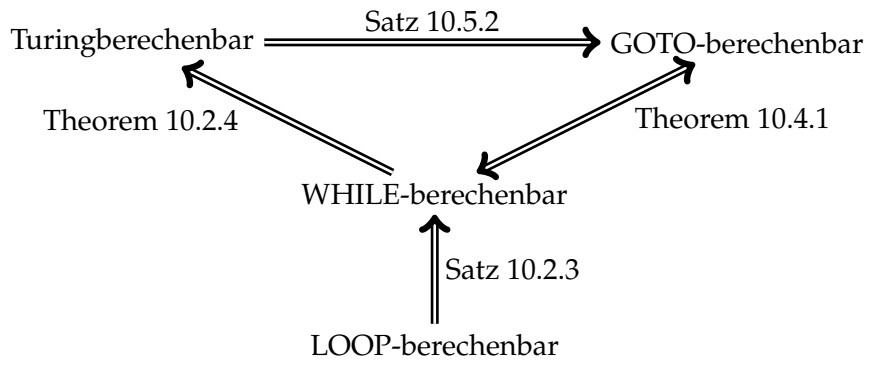 Satz 10.5.2
Turingberechenbar
GOTO-berechenbar
Theorem 10.2.4
Theorem 10.4.1
WHILE-berechenbar
Satz 10.2.3
LOOP-berechenbar